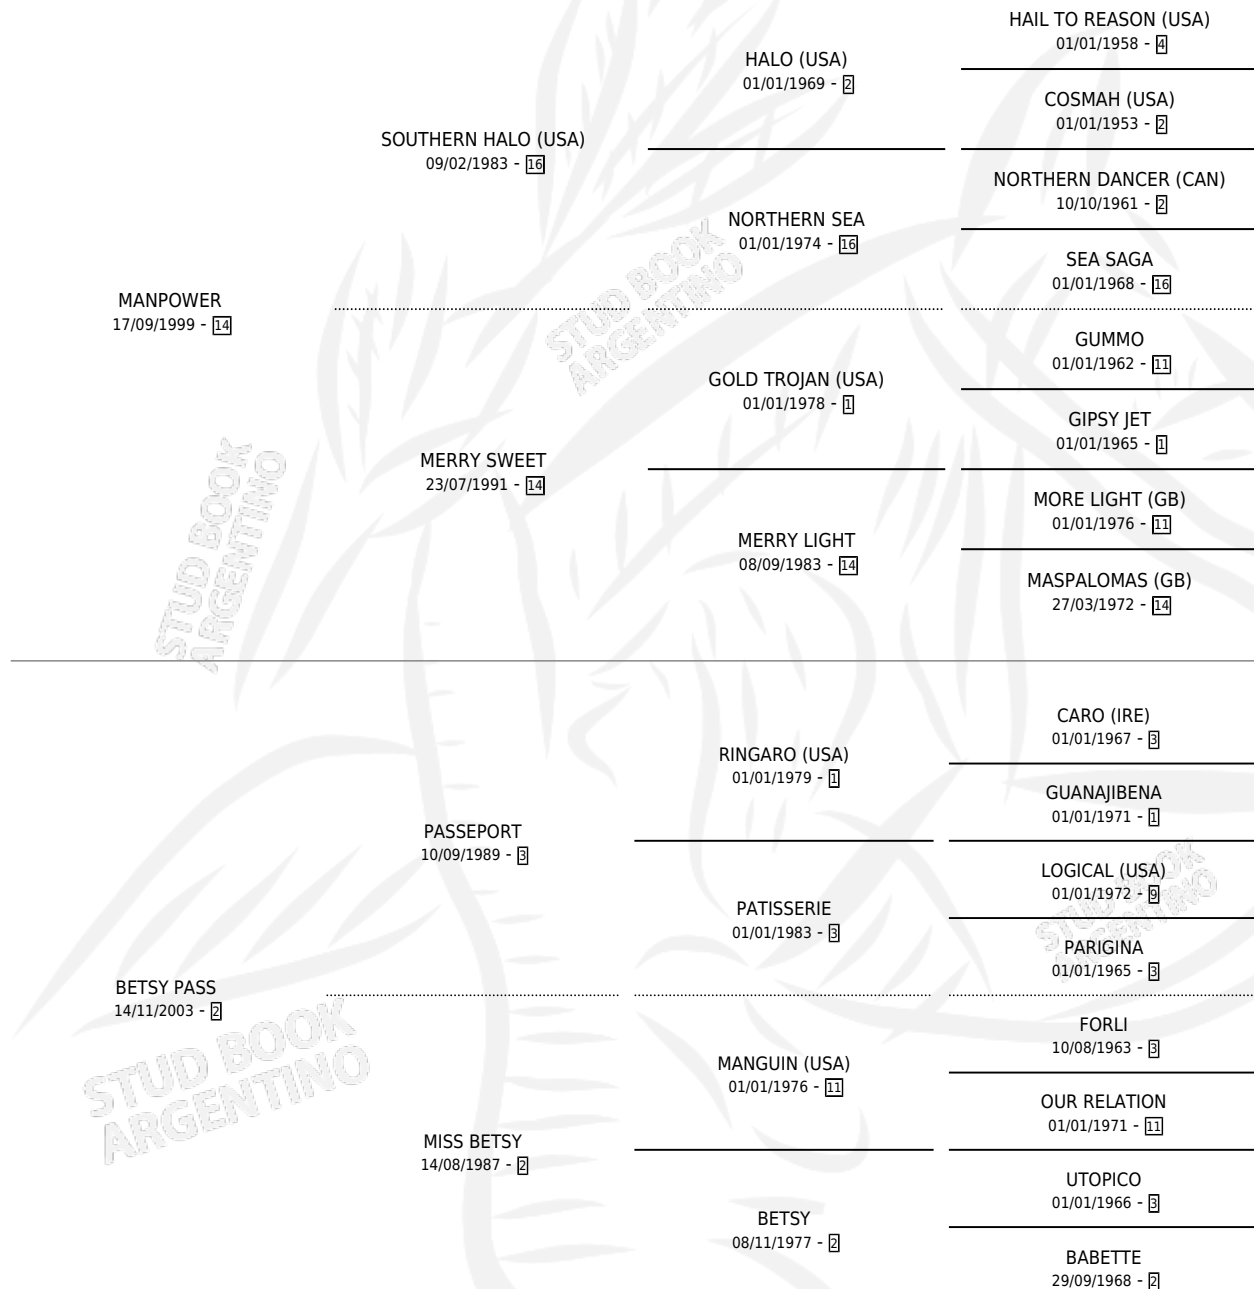 HAIL TO REASON (USA)
01/01/1958 - 4
HALO (USA)
01/01/1969 - 2
COSMAH (USA)
01/01/1953 - 2
SOUTHERN HALO (USA)
09/02/1983 - 16
NORTHERN DANCER (CAN)
10/10/1961 - 2
NORTHERN SEA
01/01/1974 - 16
SEA SAGA
01/01/1968 - 16
MANPOWER
17/09/1999 - 14
GUMMO
01/01/1962 - 11
GOLD TROJAN (USA)
01/01/1978 - 1
GIPSY JET
01/01/1965 - 1
MERRY SWEET
23/07/1991 - 14
MORE LIGHT (GB)
01/01/1976 - 11
MERRY LIGHT
08/09/1983 - 14
MASPALOMAS (GB)
27/03/1972 - 14
CARO (IRE)
01/01/1967 - 3
RINGARO (USA)
01/01/1979 - 1
GUANAJIBENA
01/01/1971 - 1
PASSEPORT
10/09/1989 - 3
LOGICAL (USA)
01/01/1972 - 9
PATISSERIE
01/01/1983 - 3
PARIGINA
01/01/1965 - 3
BETSY PASS
14/11/2003 - 2
FORLI
10/08/1963 - 3
MANGUIN (USA)
01/01/1976 - 11
OUR RELATION
01/01/1971 - 11
MISS BETSY
14/08/1987 - 2
UTOPICO
01/01/1966 - 3
BETSY
08/11/1977 - 2
BABETTE
29/09/1968 - 2
STUD BOOK
ARGENTINO
STUD BOOK
ARGENTINO
STUD BOOK
ARGENTINO
STUD BOOK
ARGENTINO